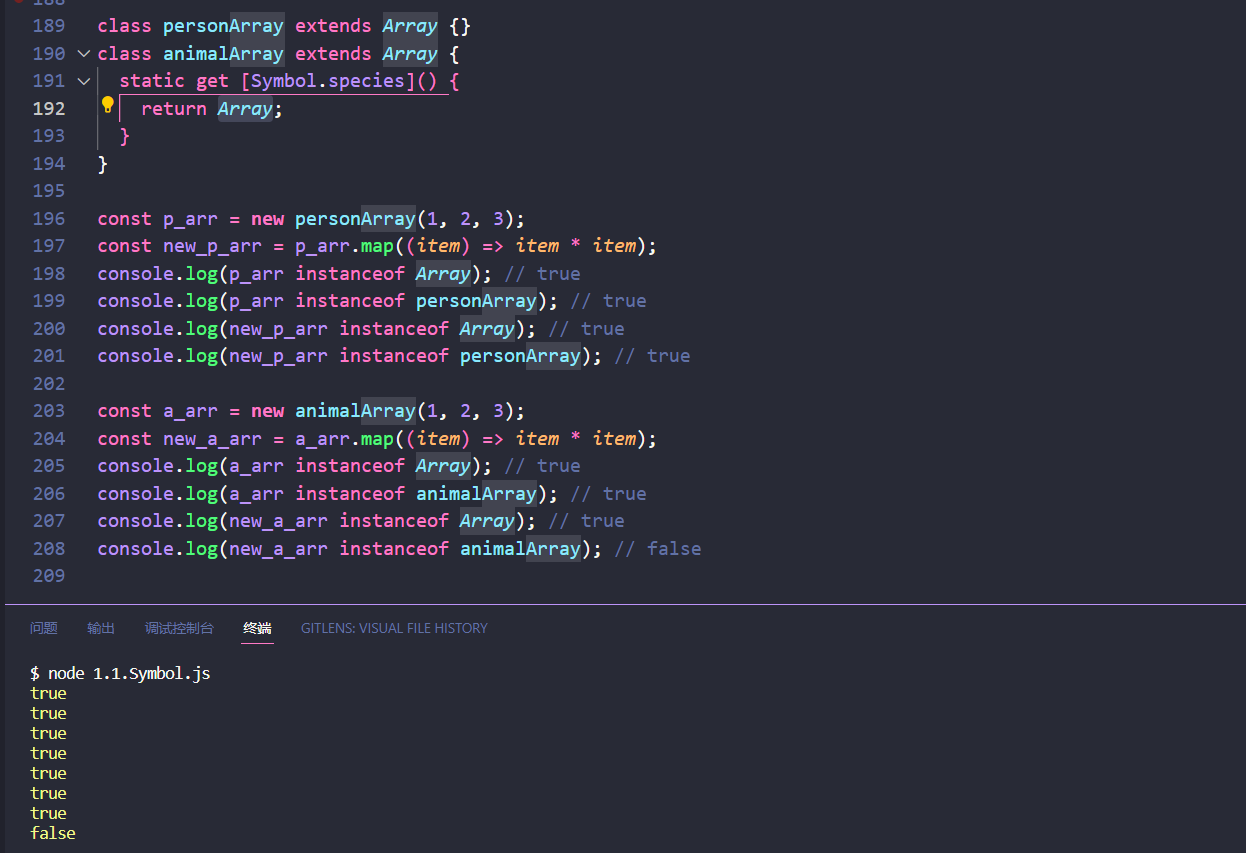 188
189 class personArray extends Array {}
190 class animalArray extends Array {
191   static get [Symbol.species]() {
192     return Array;
193   }
194 }
195
196 const p_arr = new personArray(1, 2, 3);
197 const new_p_arr = p_arr.map((item) => item * item);
198 console.log(p_arr instanceof Array); // true
199 console.log(p_arr instanceof personArray); // true
200 console.log(new_p_arr instanceof Array); // true
201 console.log(new_p_arr instanceof personArray); // true
202
203 const a_arr = new animalArray(1, 2, 3);
204 const new_a_arr = a_arr.map((item) => item * item);
205 console.log(a_arr instanceof Array); // true
206 console.log(a_arr instanceof animalArray); // true
207 console.log(new_a_arr instanceof Array); // true
208 console.log(new_a_arr instanceof animalArray); // false
209
问题 输出 调试控制台 终端 GITLENS: VISUAL FILE HISTORY
$ node 1.1.Symbol.js
true
true
true
true
true
true
true
false